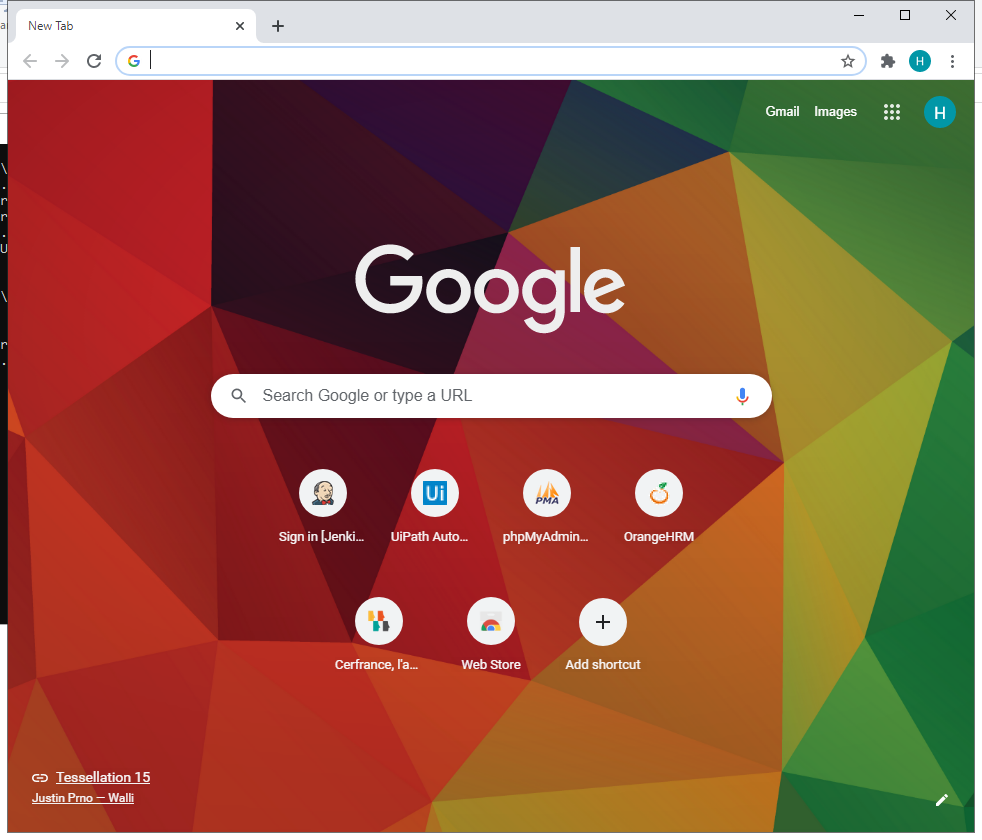 New Tab
H
Gmail
Images
H
Google
Search Google or type a URL
Ui
PMA
Sign in [Jenki...
UiPath Auto...
phpMyAdmin...
OrangeHRM
Cerfrance, l'a...
Web Store
Add shortcut
Tessellation 15
Justin Prno — Walli